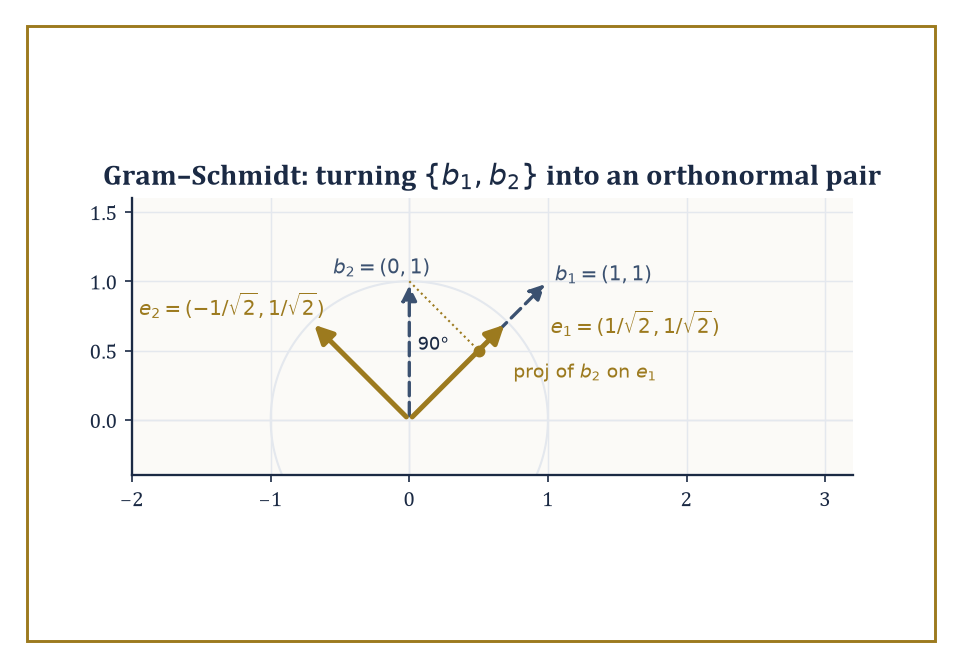 Gram–Schmidt: turning {b₁, b₂} into an orthonormal pair
1.5
b₂ = (0, 1)
b₁ = (1, 1)
1.0
e₂ = (−1/√2, 1/√2)
e₁ = (1/√2, 1/√2)
90°
0.5
proj of b₂ on e₁
0.0
−2 −1 0 1 2 3